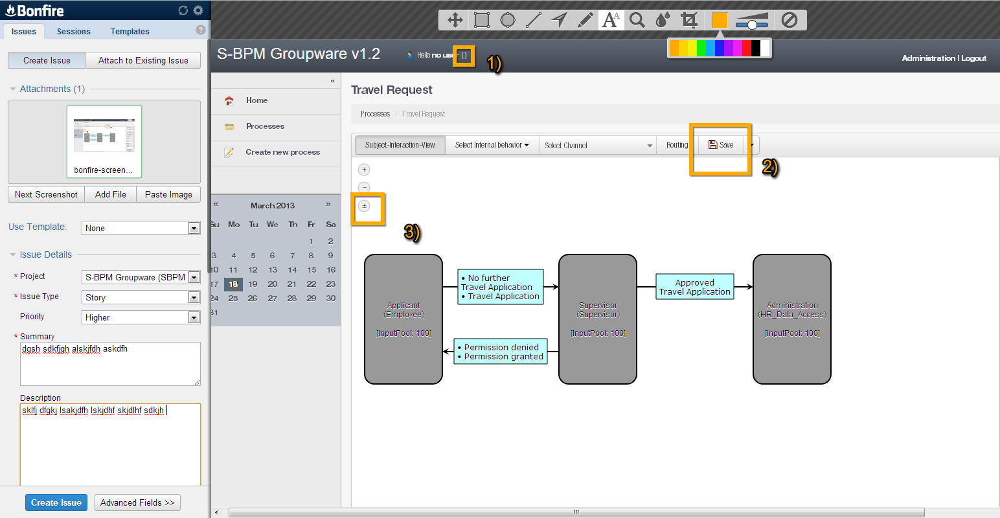 Bonfire
Issues
Sessions
Templates
?
Create Issue
Attach to Existing Issue
Attachments (1)
bonfire-screen...
Next Screenshot
Add File
Paste Image
Use Template:
None
Issue Details
* Project
S-BPM Groupware (SBPM
* Issue Type
Story
Priority
Higher
* Summary
dgsh sdkfjgh alskjfdh askdfh
Description
sklfj dfgkj lsakjdfh lskjdhf skjdlhf sdkjh
Create Issue
Advanced Fields >>
AA
S-BPM Groupware v1.2
Hello no user ()
1)
Administration | Logout
«
Home
Processes
Create new process
« March 2013 »
Su Mo Tu We Th Fr Sa
1 2
3 4 5 6 7 8 9
10 11 12 13 14 15 16
17 18 19 20 21 22 23
24 25 26 27 28 29 30
31
Travel Request
Processes / Travel Request
Subject-Interaction-View
Select Internal behavior
Select Channel
Routing
Save
2)
+
−
±
3)
Applicant
(Employee)
[InputPool: 100]
• No further
Travel Application
• Travel Application
• Permission denied
• Permission granted
Supervisor
(Supervisor)
[InputPool: 100]
Approved
Travel Application
Administration
(HR_Data_Access)
[InputPool: 100]